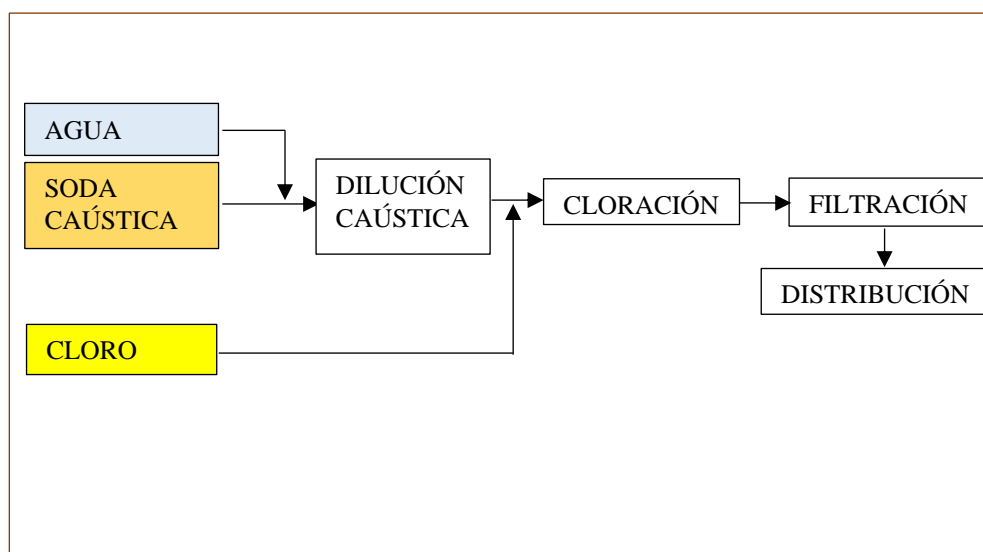 AGUA
SODA
CAÚSTICA
DILUCIÓN
CAÚSTICA
CLORACIÓN
FILTRACIÓN
DISTRIBUCIÓN
CLORO